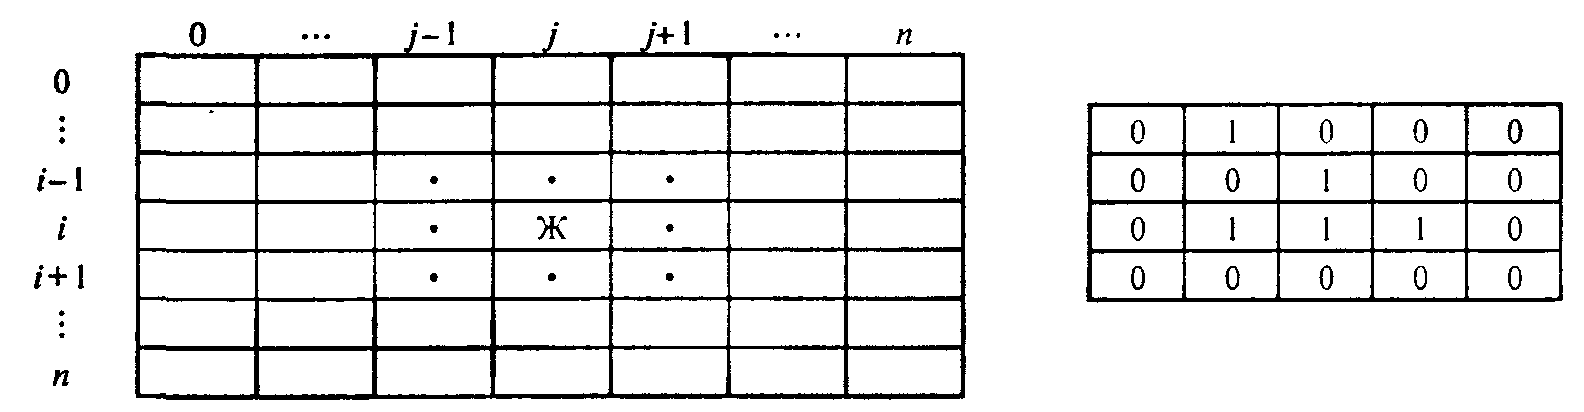 0 ... j−1 j j+1 ... n
0
⋮
i−1 • • •
i • Ж •
i+1 • • •
⋮
n
0 1 0 0 0
0 0 1 0 0
0 1 1 1 0
0 0 0 0 0